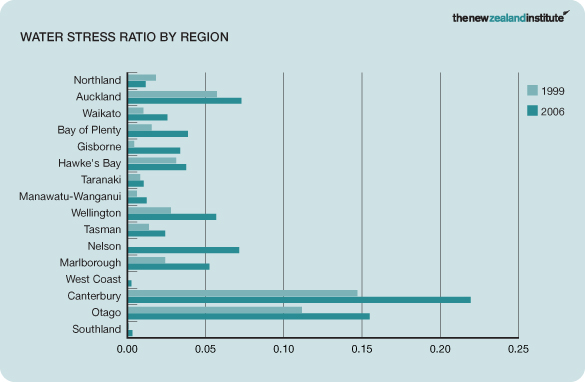 thenewzealandinstitute
WATER STRESS RATIO BY REGION
Northland
Auckland
Waikato
Bay of Plenty
Gisborne
Hawke's Bay
Taranaki
Manawatu-Wanganui
Wellington
Tasman
Nelson
Marlborough
West Coast
Canterbury
Otago
Southland
1999
2006
0.00 0.05 0.10 0.15 0.20 0.25